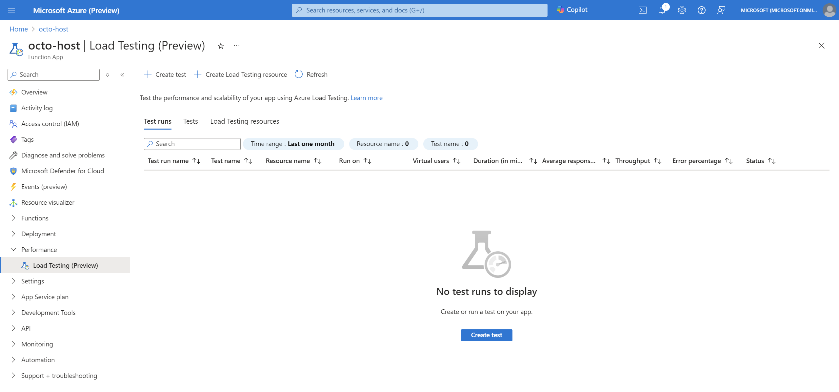 Microsoft Azure (Preview)
Search resources, services, and docs (G+/)
Copilot
1
MICROSOFT (MICROSOFTONMI...
Home > octo-host
octo-host | Load Testing (Preview)
Function App
Search
Create test
Create Load Testing resource
Refresh
Overview
Activity log
Access control (IAM)
Tags
Diagnose and solve problems
Microsoft Defender for Cloud
Events (preview)
Resource visualizer
Functions
Deployment
Performance
Load Testing (Preview)
Settings
App Service plan
Development Tools
API
Monitoring
Automation
Support + troubleshooting
Test the performance and scalability of your app using Azure Load Testing. Learn more
Test runs
Tests
Load Testing resources
Search
Time range : Last one month
Resource name : 0
Test name : 0
Test run name
Test name
Resource name
Run on
Virtual users
Duration (in mi...
Average respons...
Throughput
Error percentage
Status
No test runs to display
Create or run a test on your app.
Create test